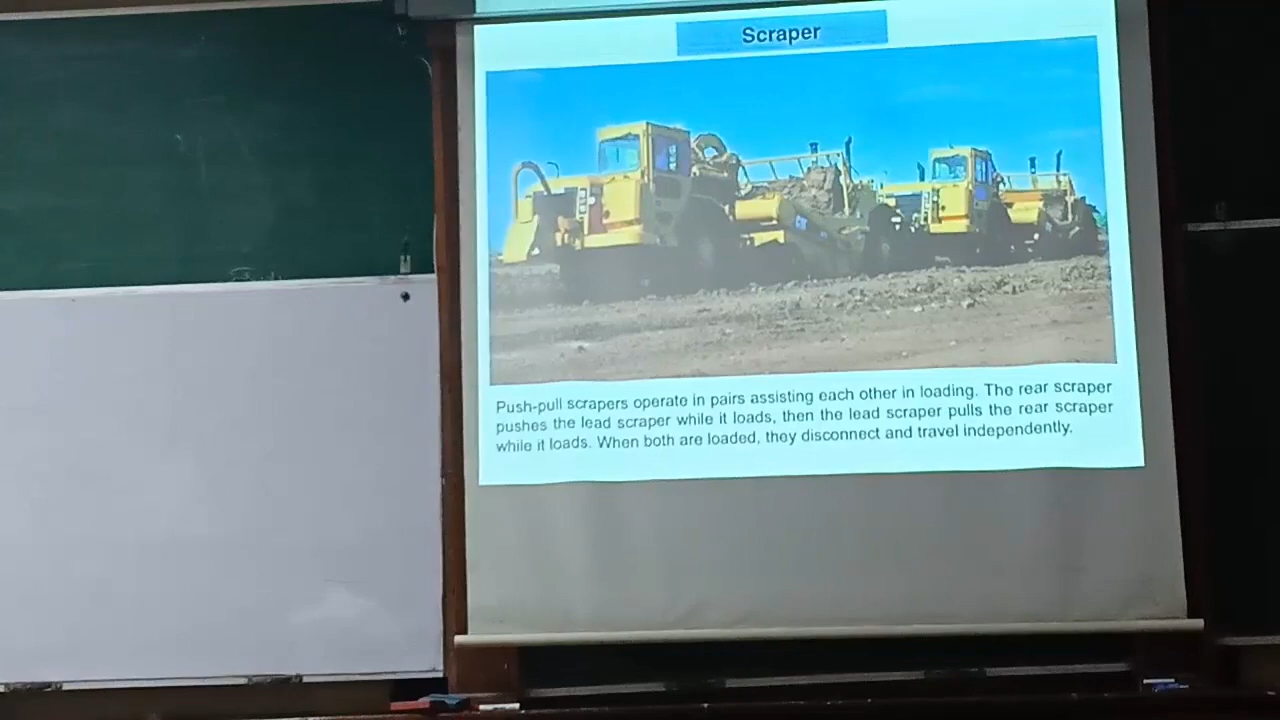 Scraper
Push-pull scrapers operate in pairs assisting each other in loading. The rear scraper
pushes the lead scraper while it loads, then the lead scraper pulls the rear scraper
while it loads. When both are loaded, they disconnect and travel independently.